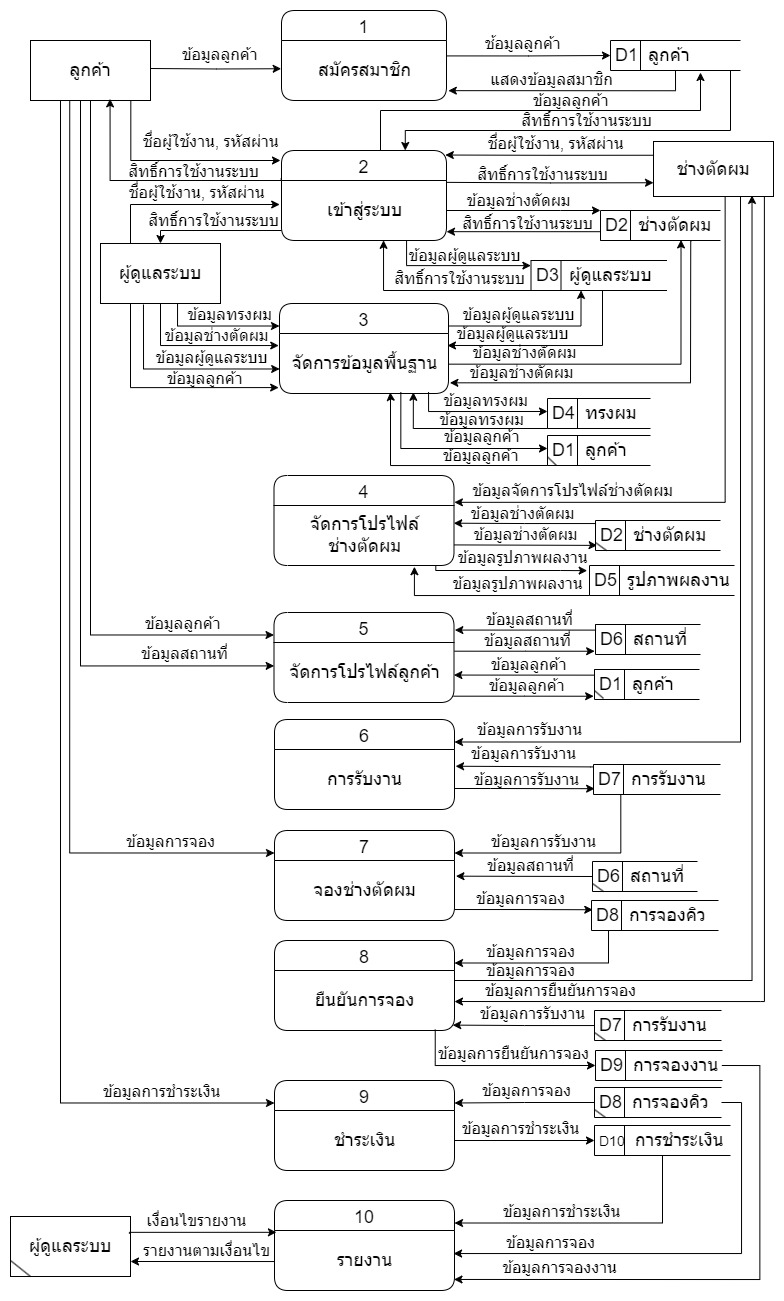 1
ลูกค้า
ข้อมูลลูกค้า
สมัครสมาชิก
ช้อมูลลูกค้า
D1 ลูกค้า
แสดงข้อมูลสมาชิก
ข้อมูลลูกค้า
สิทธิ์การใช้งานระบบ
ชื่อผู้ใช้งาน, รหัสผ่าน
ชื่อผู้ใช้งาน, รหัสผ่าน
สิทธิ์การใช้งานระบบ
2
สิทธิ์การใช้งานระบบ
ช่างตัดผม
ชื่อผู้ใช้งาน, รหัสผ่าน
เข้าสู่ระบบ
ข้อมูลช่างตัดผม
สิทธิ์การใช้งานระบบ
สิทธิ์การใช้งานระบบ
D2 ช่างตัดผม
ผู้ดูแลระบบ
ข้อมูลผู้ดูแลระบบ
สิทธิ์การใช้งานระบบ
D3 ผู้ดูแลระบบ
3
ข้อมูลทรงผม
ข้อมูลช่างตัดผม
ข้อมูลผู้ดูแลระบบ
ข้อมูลลูกค้า
จัดการข้อมูลพื้นฐาน
ข้อมูลผู้ดูแลระบบ
ข้อมูลผู้ดูแลระบบ
ข้อมูลช่างตัดผม
ข้อมูลช่างตัดผม
ข้อมูลทรงผม
ข้อมูลทรงผม
D4 ทรงผม
ข้อมูลลูกค้า
ข้อมูลลูกค้า
D1 ลูกค้า
4
จัดการโปรไฟล์
ช่างตัดผม
ข้อมูลจัดการโปรไฟล์ช่างตัดผม
ข้อมูลช่างตัดผม
ข้อมูลช่างตัดผม
D2 ช่างตัดผม
ข้อมูลรูปภาพผลงาน
ข้อมูลรูปภาพผลงาน
D5 รูปภาพผลงาน
5
ข้อมูลลูกค้า
ข้อมูลสถานที่
จัดการโปรไฟล์ลูกค้า
ข้อมูลสถานที่
ข้อมูลสถานที่
D6 สถานที่
ข้อมูลลูกค้า
ข้อมูลลูกค้า
D1 ลูกค้า
6
การรับงาน
ข้อมูลการรับงาน
ข้อมูลการรับงาน
ข้อมูลการรับงาน
D7 การรับงาน
7
ข้อมูลการจอง
จองช่างตัดผม
ข้อมูลการรับงาน
ข้อมูลสถานที่
D6 สถานที่
ข้อมูลการจอง
D8 การจองคิว
8
ยืนยันการจอง
ข้อมูลการจอง
ข้อมูลการจอง
ข้อมูลการยืนยันการจอง
ข้อมูลการรับงาน
D7 การรับงาน
ข้อมูลการยืนยันการจอง
D9 การจองงาน
9
ข้อมูลการชำระเงิน
ชำระเงิน
ข้อมูลการจอง
D8 การจองคิว
ข้อมูลการชำระเงิน
D10 การชำระเงิน
10
ผู้ดูแลระบบ
เงื่อนไขรายงาน
รายงานตามเงื่อนไข
รายงาน
ข้อมูลการชำระเงิน
ข้อมูลการจอง
ข้อมูลการจองงาน